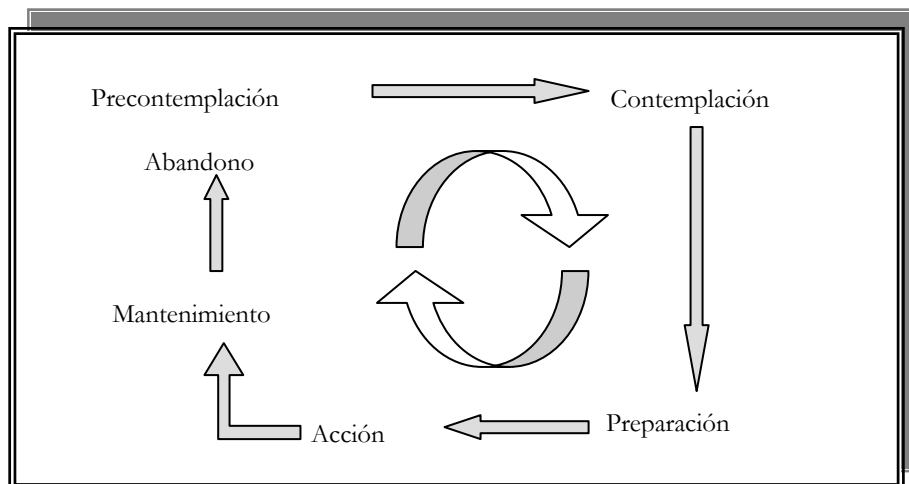 Precontemplación
Contemplación
Abandono
Mantenimiento
Preparación
Acción